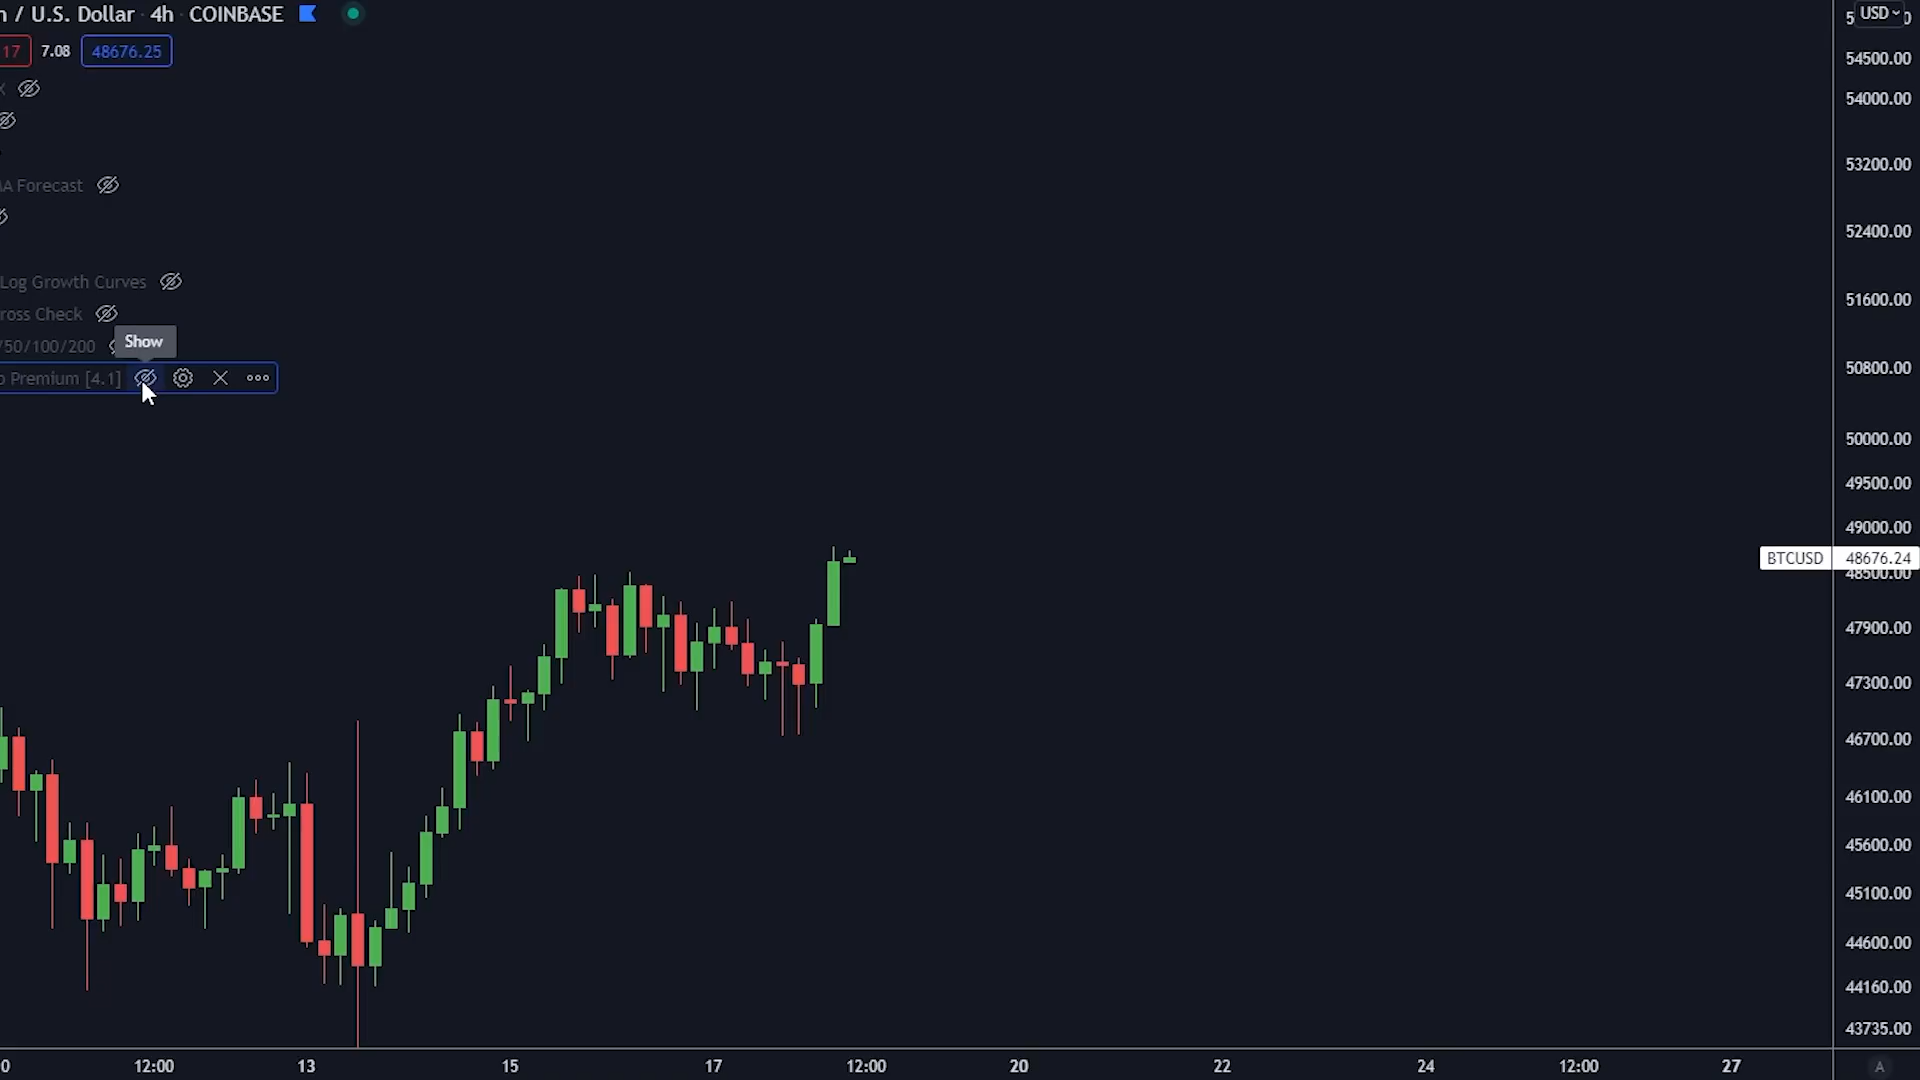 / U.S. Dollar · 4h · COINBASE
17 7.08 48676.25
Forecast
Log Growth Curves
Check
/50/100/200
Show
Premium [4.1]
USD
54500.00
54000.00
53200.00
52400.00
51600.00
50800.00
50000.00
49500.00
49000.00
BTCUSD 48676.24
48500.00
47900.00
47300.00
46700.00
46100.00
45600.00
45100.00
44600.00
44160.00
43735.00
12:00 13 15 17 12:00 20 22 24 12:00 27 A